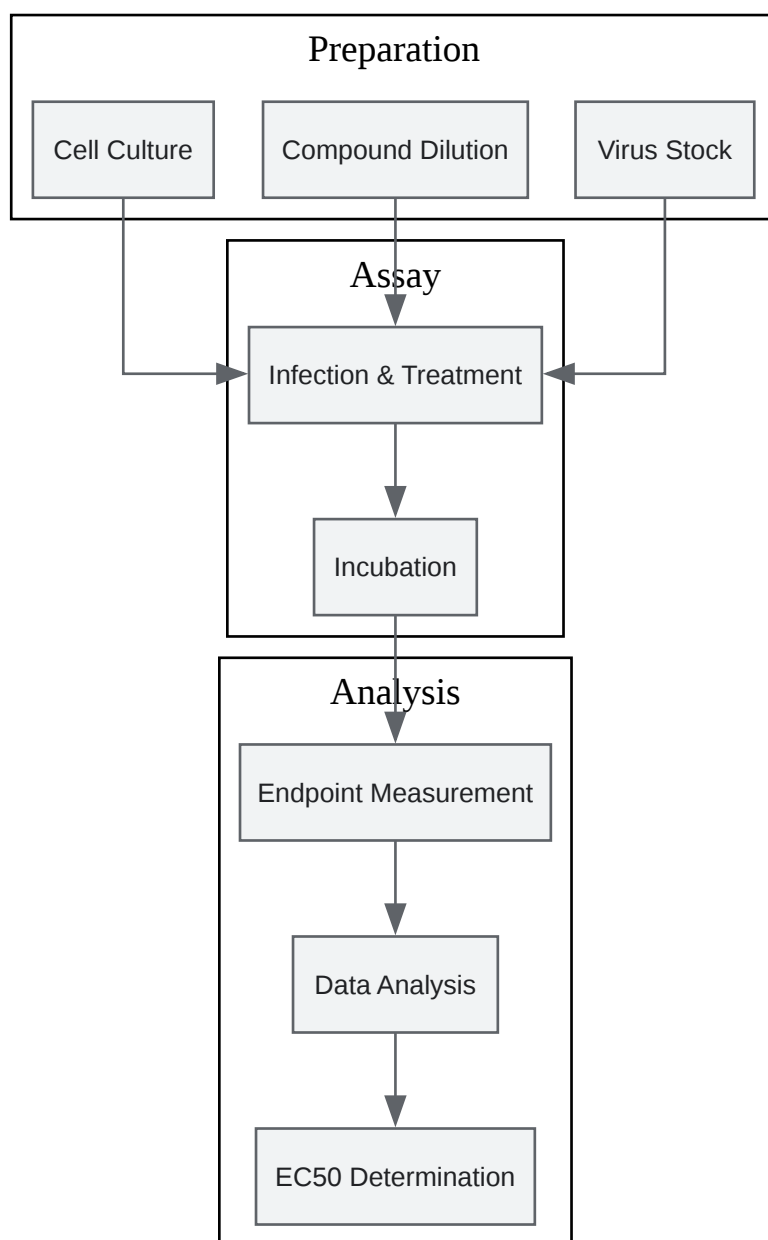 Preparation
Cell Culture
Compound Dilution
Virus Stock
Assay
Infection & Treatment
Incubation
Analysis
Endpoint Measurement
Data Analysis
EC50 Determination